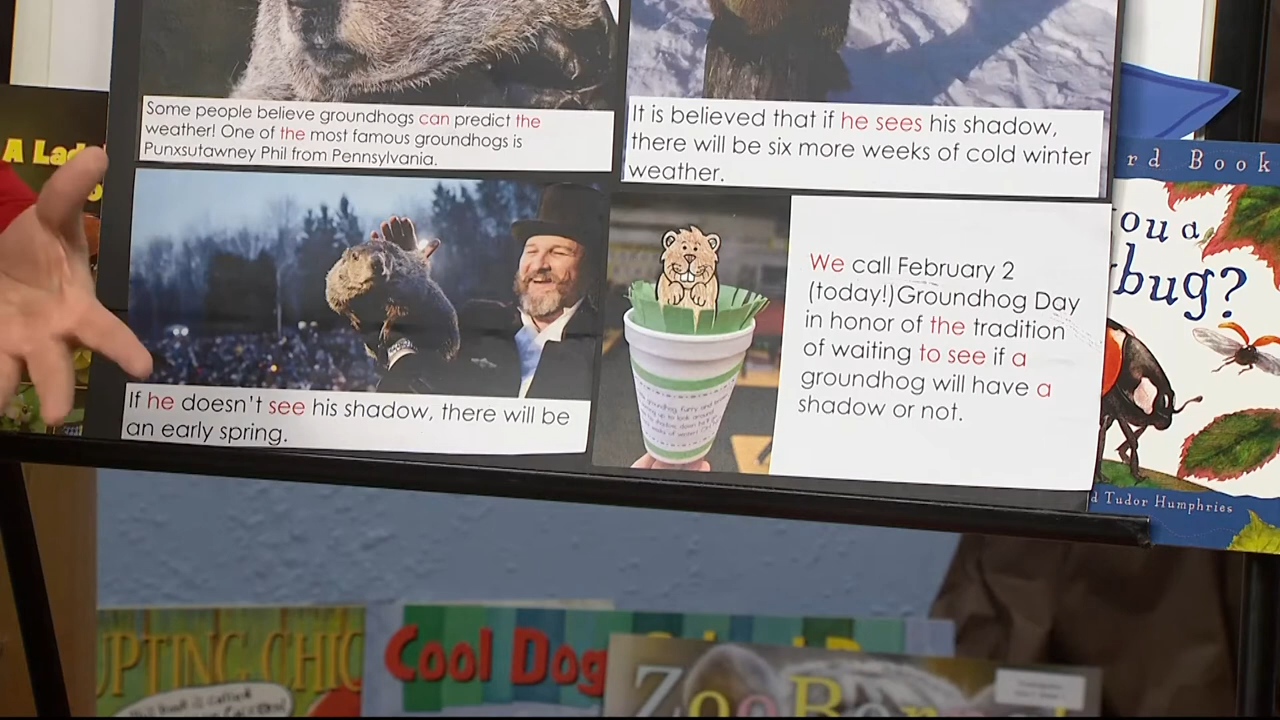 Some people believe groundhogs can predict the
weather! One of the most famous groundhogs is
Punxsutawney Phil from Pennsylvania.
It is believed that if he sees his shadow,
there will be six more weeks of cold winter
weather.
If he doesn't see his shadow, there will be
an early spring.
We call February 2
(today!)Groundhog Day
in honor of the tradition
of waiting to see if a
groundhog will have a
shadow or not.
A La
rd Book
ou a
bug?
d Tudor Humphries
UPTING CHIC
Cool Dog